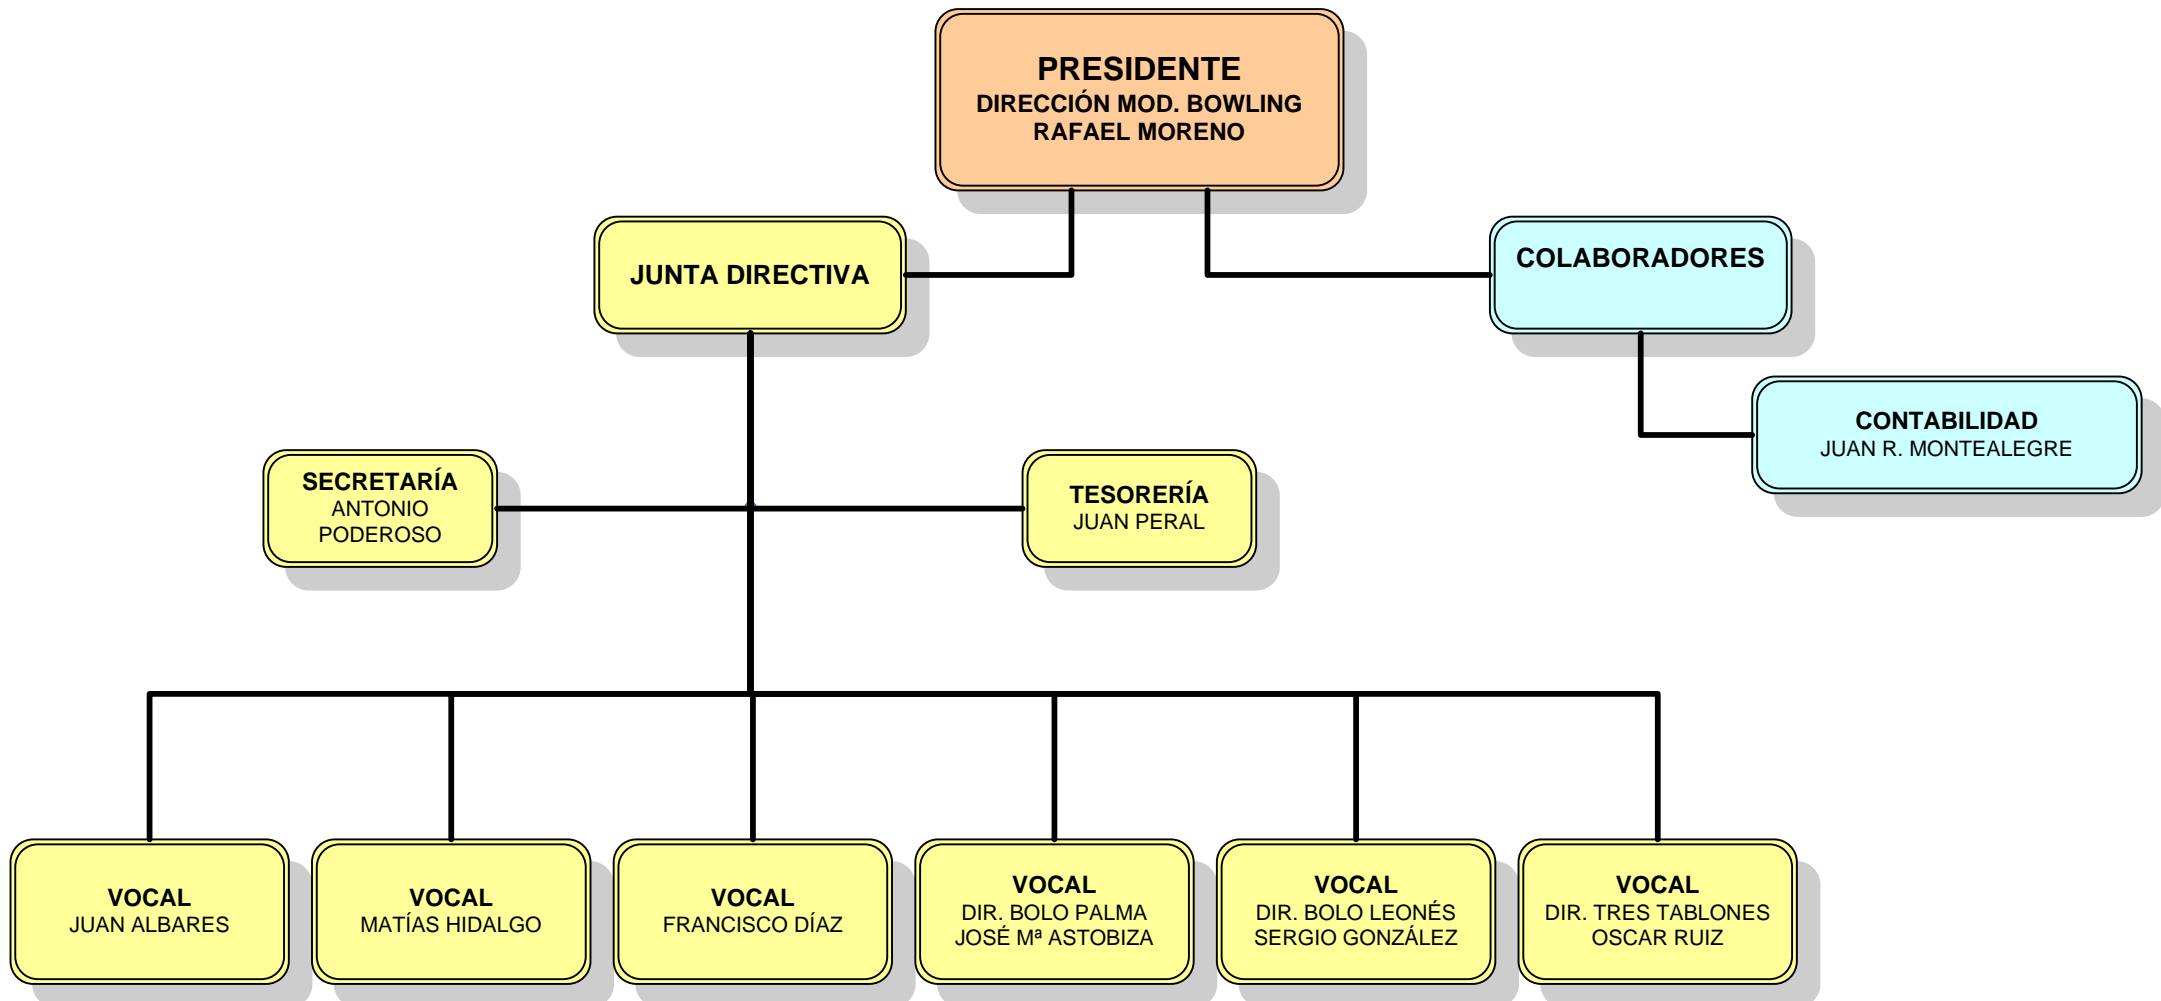 PRESIDENTE
DIRECCIÓN MOD. BOWLING
RAFAEL MORENO
JUNTA DIRECTIVA
COLABORADORES
CONTABILIDAD
JUAN R. MONTEALEGRE
SECRETARÍA
ANTONIO
PODEROSO
TESORERÍA
JUAN PERAL
VOCAL
JUAN ALBARES
VOCAL
MATÍAS HIDALGO
VOCAL
FRANCISCO DÍAZ
VOCAL
DIR. BOLO PALMA
JOSÉ Mª ASTOBIZA
VOCAL
DIR. BOLO LEONÉS
SERGIO GONZÁLEZ
VOCAL
DIR. TRES TABLONES
OSCAR RUIZ